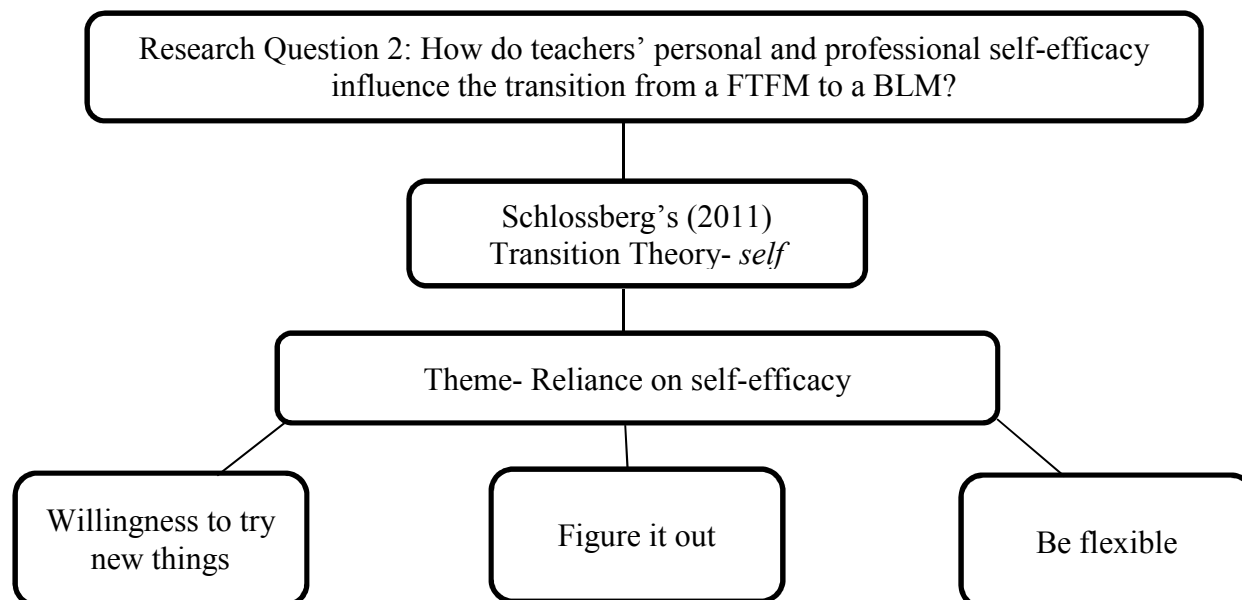 Research Question 2: How do teachers’ personal and professional self-efficacy
influence the transition from a FTFM to a BLM?
Schlossberg’s (2011)
Transition Theory- self
Theme- Reliance on self-efficacy
Willingness to try
new things
Figure it out
Be flexible